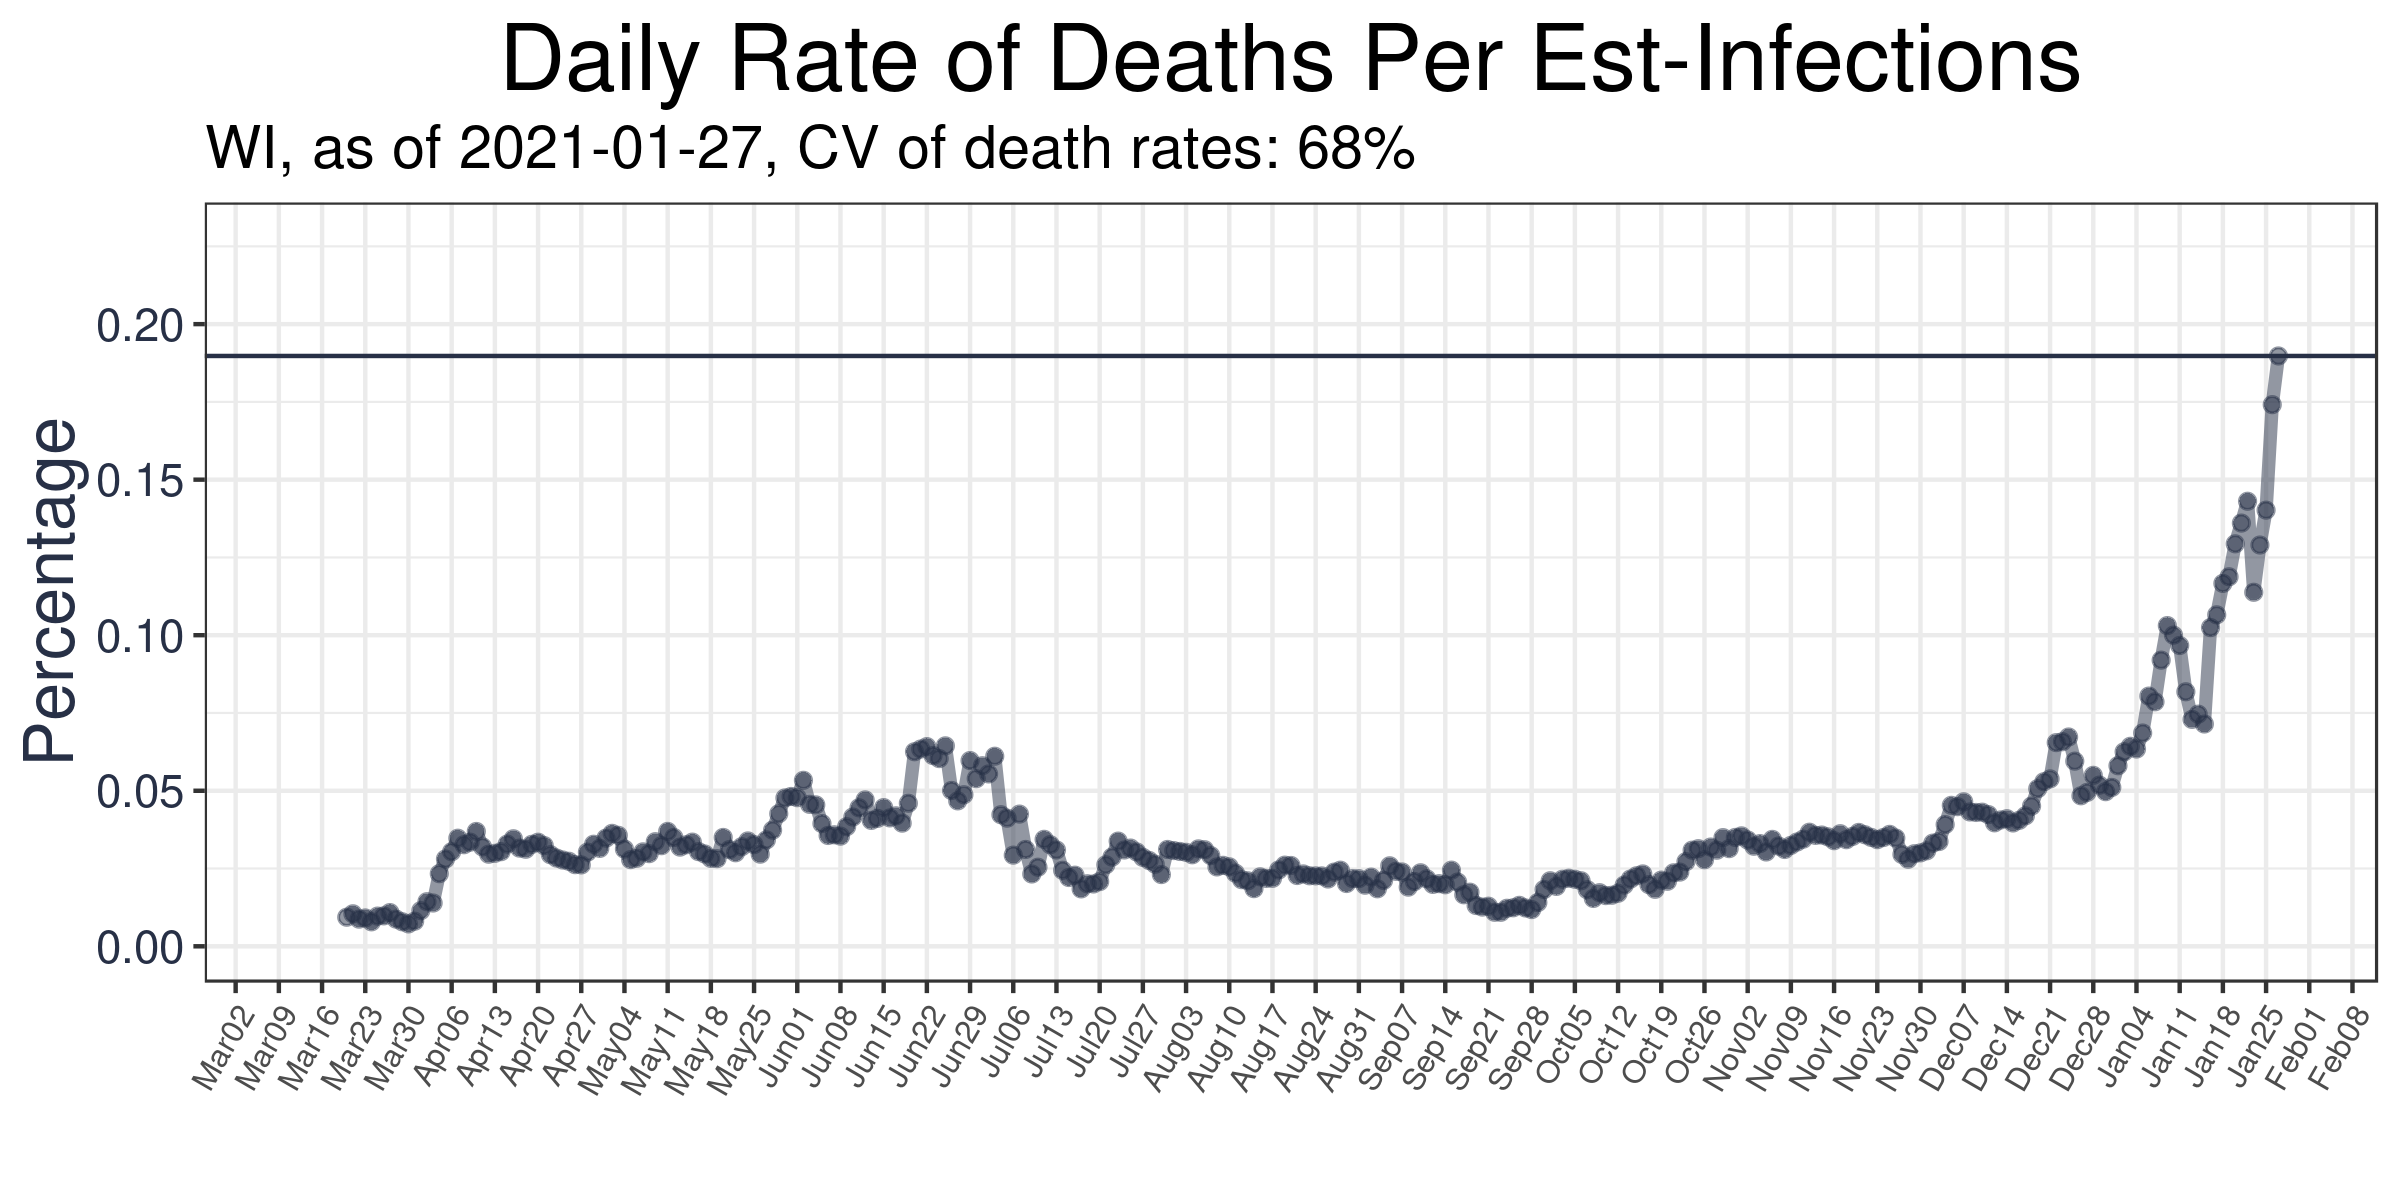 Daily Rate of Deaths Per Est-Infections
WI, as of 2021-01-27, CV of death rates: 68%
Percentage
0.20
0.15
0.10
0.05
0.00
Mar02
Mar09
Mar16
Mar23
Mar30
Apr06
Apr13
Apr20
Apr27
May04
May11
May18
May25
Jun01
Jun08
Jun15
Jun22
Jun29
Jul06
Jul13
Jul20
Jul27
Aug03
Aug10
Aug17
Aug24
Aug31
Sep07
Sep14
Sep21
Sep28
Oct05
Oct12
Oct19
Oct26
Nov02
Nov09
Nov16
Nov23
Nov30
Dec07
Dec14
Dec21
Dec28
Jan04
Jan11
Jan18
Jan25
Feb01
Feb08